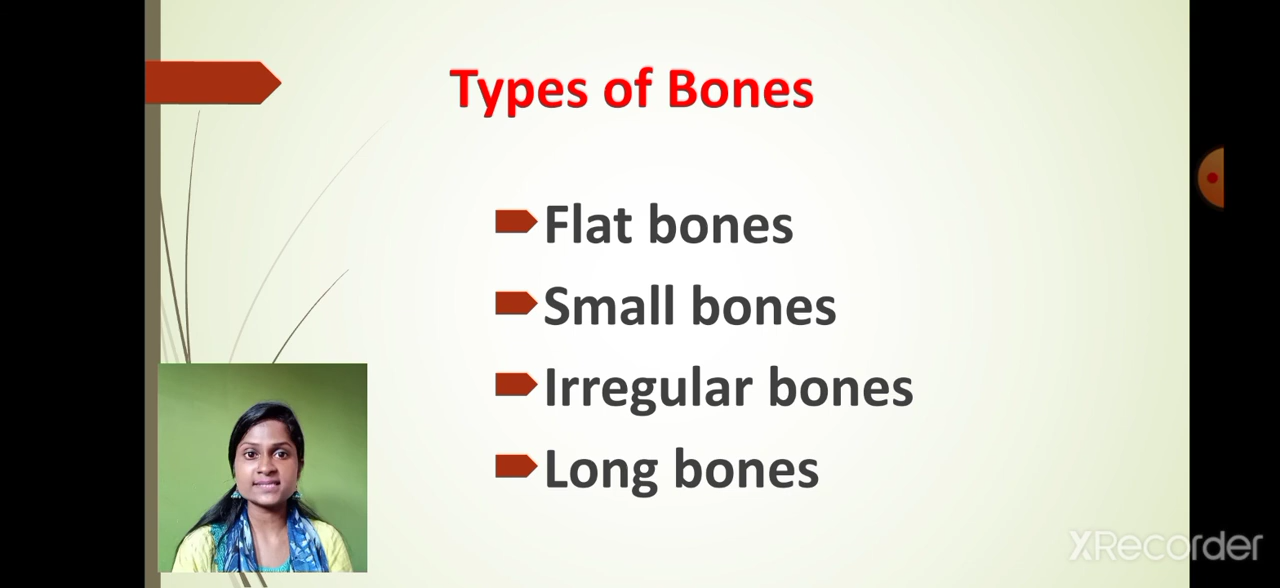 Types of Bones
Flat bones
Small bones
Irregular bones
Long bones
XRecorder